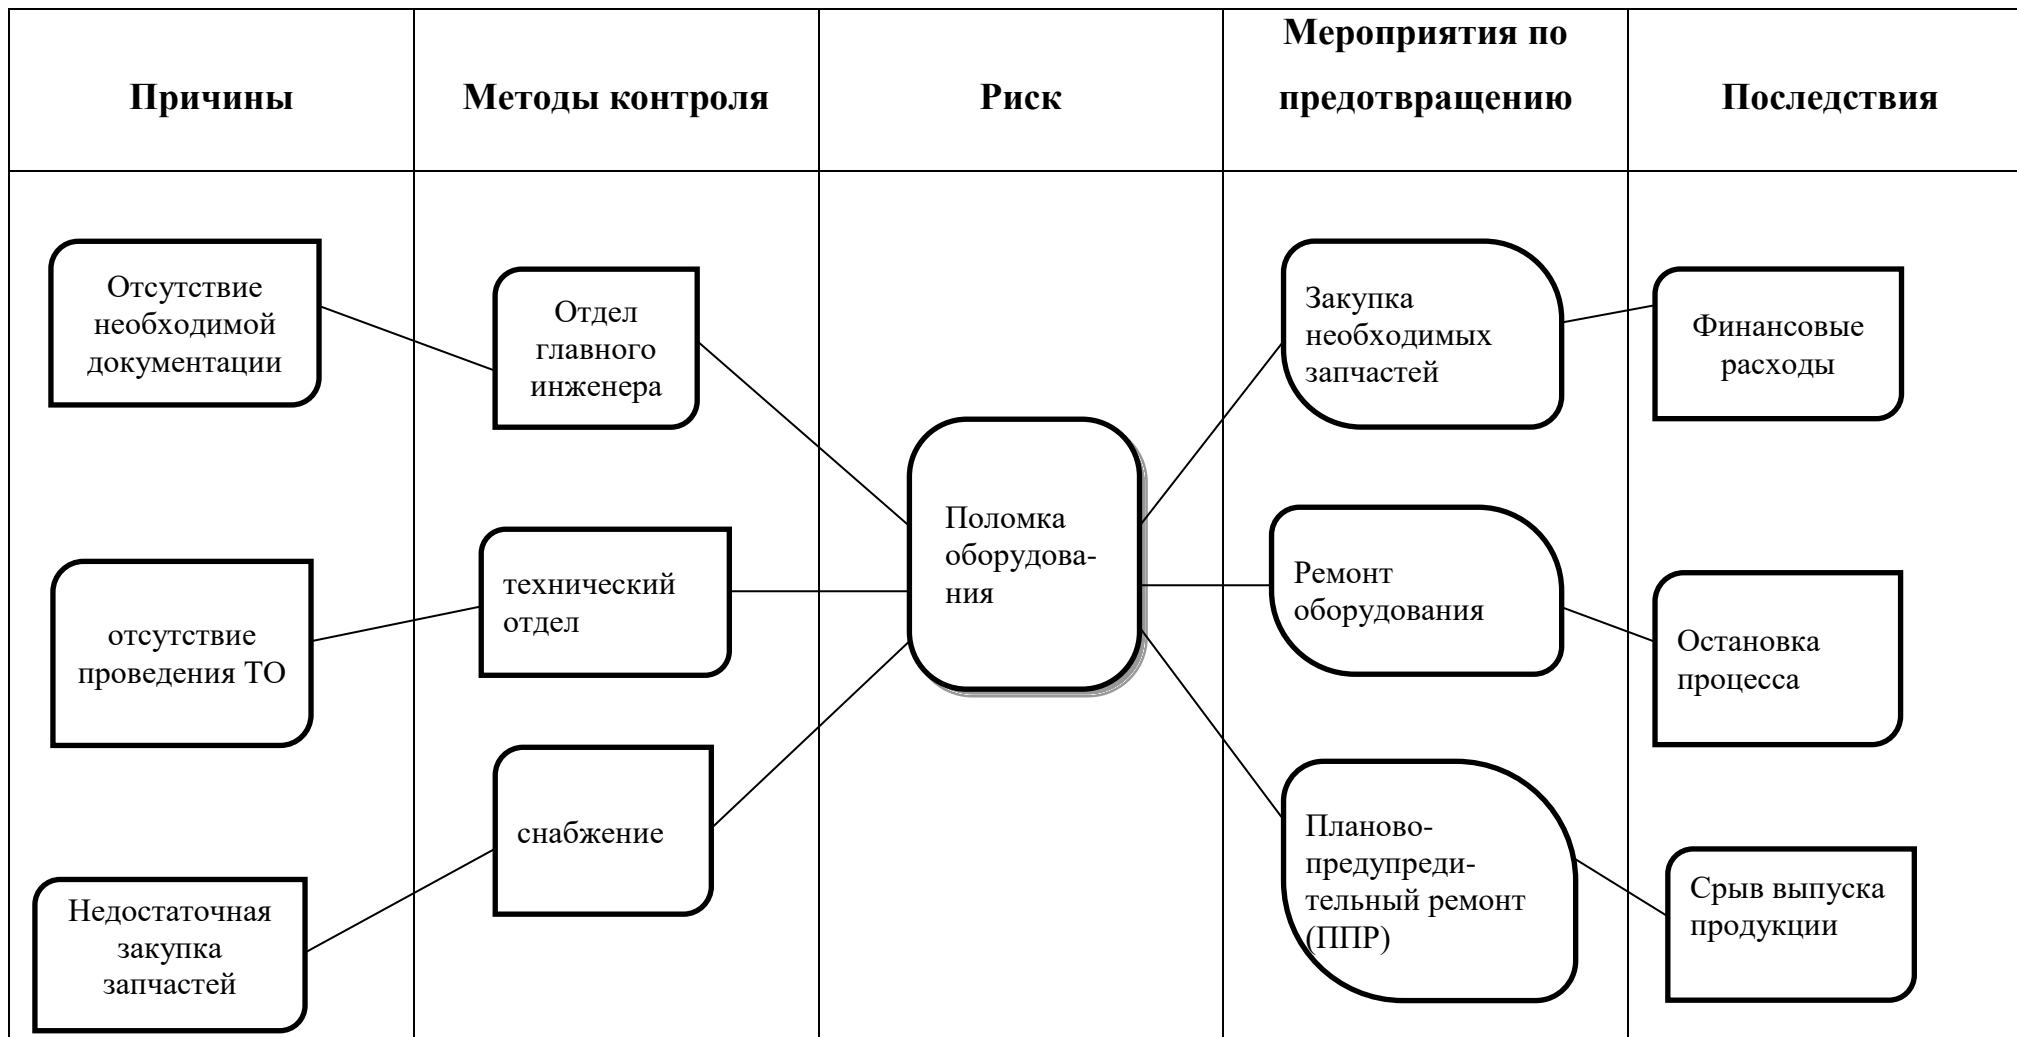 Причины
Методы контроля
Риск
Мероприятия по
предотвращению
Последствия
Отсутствие
необходимой
документации
отсутствие
проведения ТО
Недостаточная
закупка
запчастей
Отдел
главного
инженера
технический
отдел
снабжение
Поломка
оборудова-
ния
Закупка
необходимых
запчастей
Ремонт
оборудования
Планово-
предупреди-
тельный ремонт
(ППР)
Финансовые
расходы
Остановка
процесса
Срыв выпуска
продукции